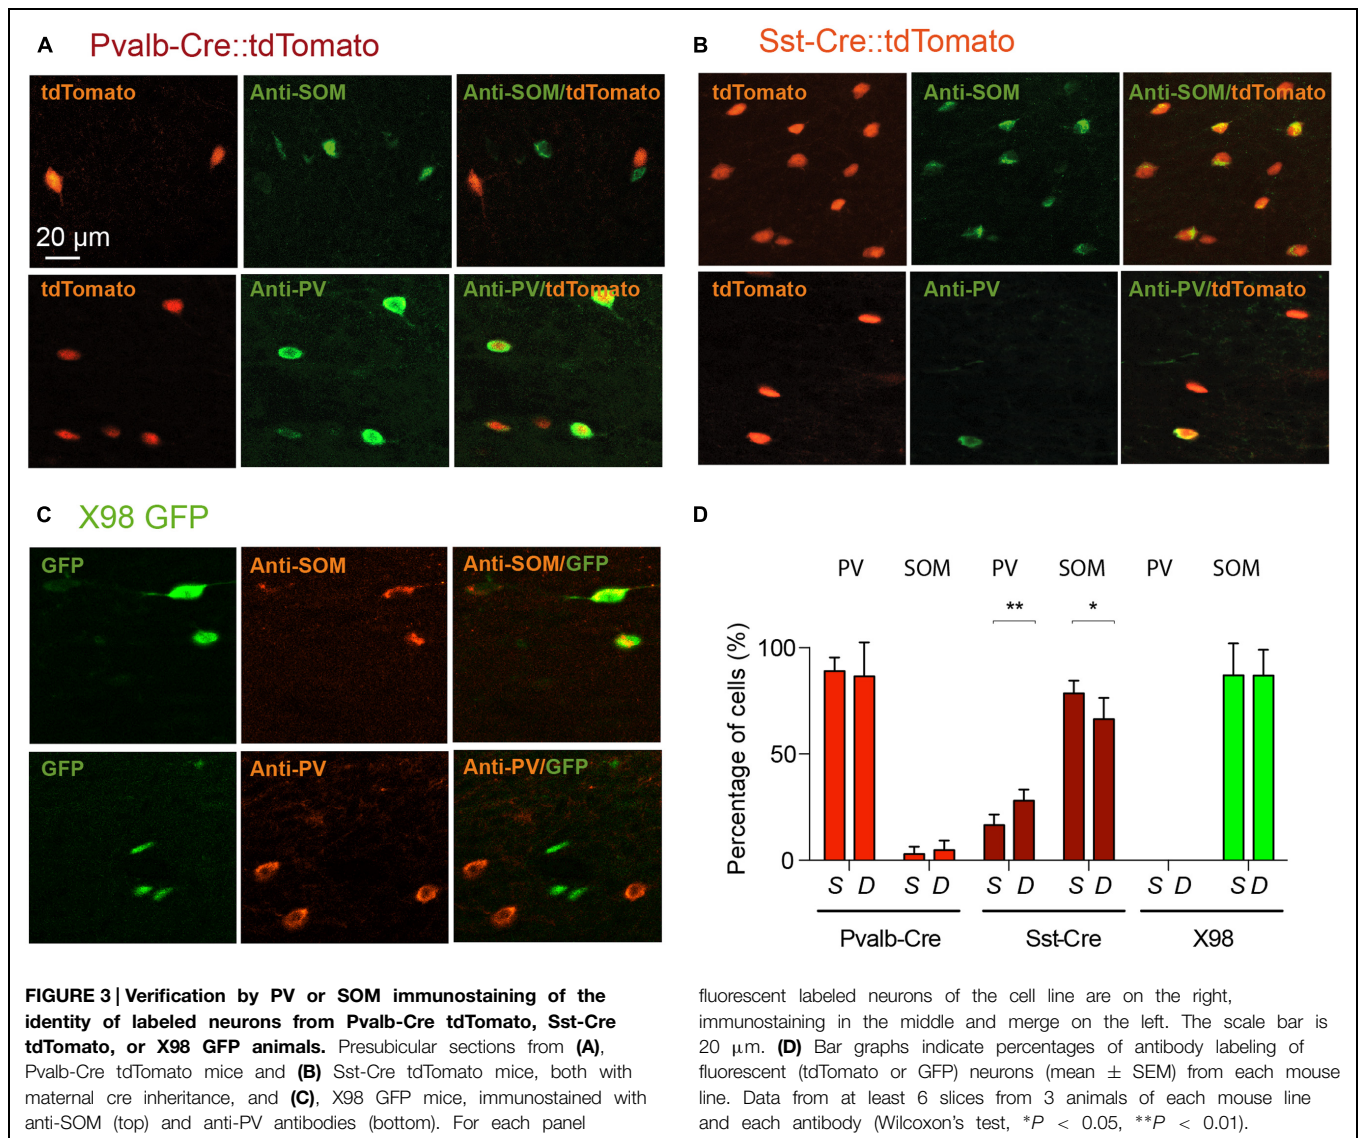 A Pvalb-Cre::tdTomato
tdTomato
Anti-SOM
Anti-SOM/tdTomato
20 µm
tdTomato
Anti-PV
Anti-PV/tdTomato
B Sst-Cre::tdTomato
tdTomato
Anti-SOM
Anti-SOM/tdTomato
tdTomato
Anti-PV
Anti-PV/tdTomato
C X98 GFP
GFP
Anti-SOM
Anti-SOM/GFP
GFP
Anti-PV
Anti-PV/GFP
D
PV SOM PV SOM PV SOM
** *
Percentage of cells (%)
100
50
0
S D S D S D S D S D S D
Pvalb-Cre Sst-Cre X98
FIGURE 3 | Verification by PV or SOM immunostaining of the
identity of labeled neurons from Pvalb-Cre tdTomato, Sst-Cre
tdTomato, or X98 GFP animals. Presubicular sections from (A),
Pvalb-Cre tdTomato mice and (B) Sst-Cre tdTomato mice, both with
maternal cre inheritance, and (C), X98 GFP mice, immunostained with
anti-SOM (top) and anti-PV antibodies (bottom). For each panel
fluorescent labeled neurons of the cell line are on the right,
immunostaining in the middle and merge on the left. The scale bar is
20 µm. (D) Bar graphs indicate percentages of antibody labeling of
fluorescent (tdTomato or GFP) neurons (mean ± SEM) from each mouse
line. Data from at least 6 slices from 3 animals of each mouse line
and each antibody (Wilcoxon's test, *P < 0.05, **P < 0.01).